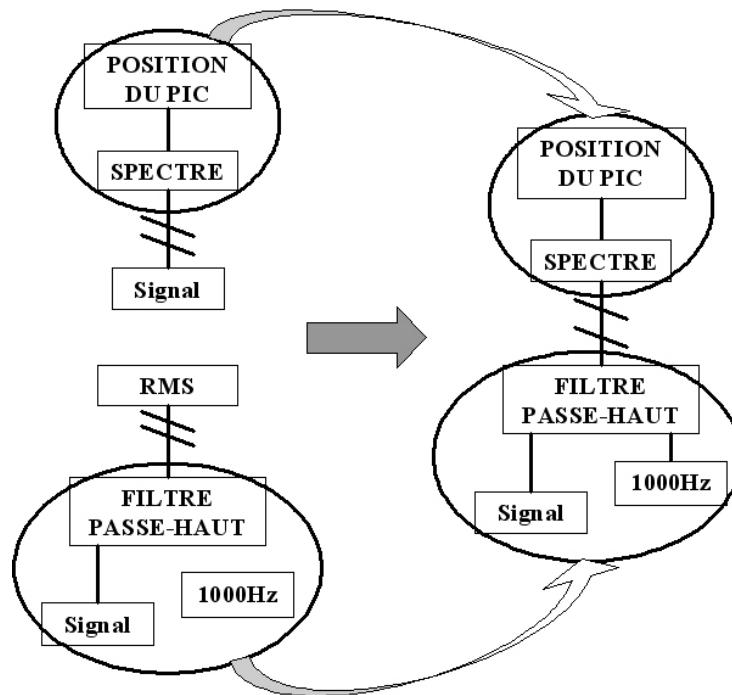 POSITION
DU PIC
SPECTRE
Signal
RMS
FILTRE
PASSE-HAUT
1000Hz
Signal
POSITION
DU PIC
SPECTRE
FILTRE
PASSE-HAUT
1000Hz
Signal